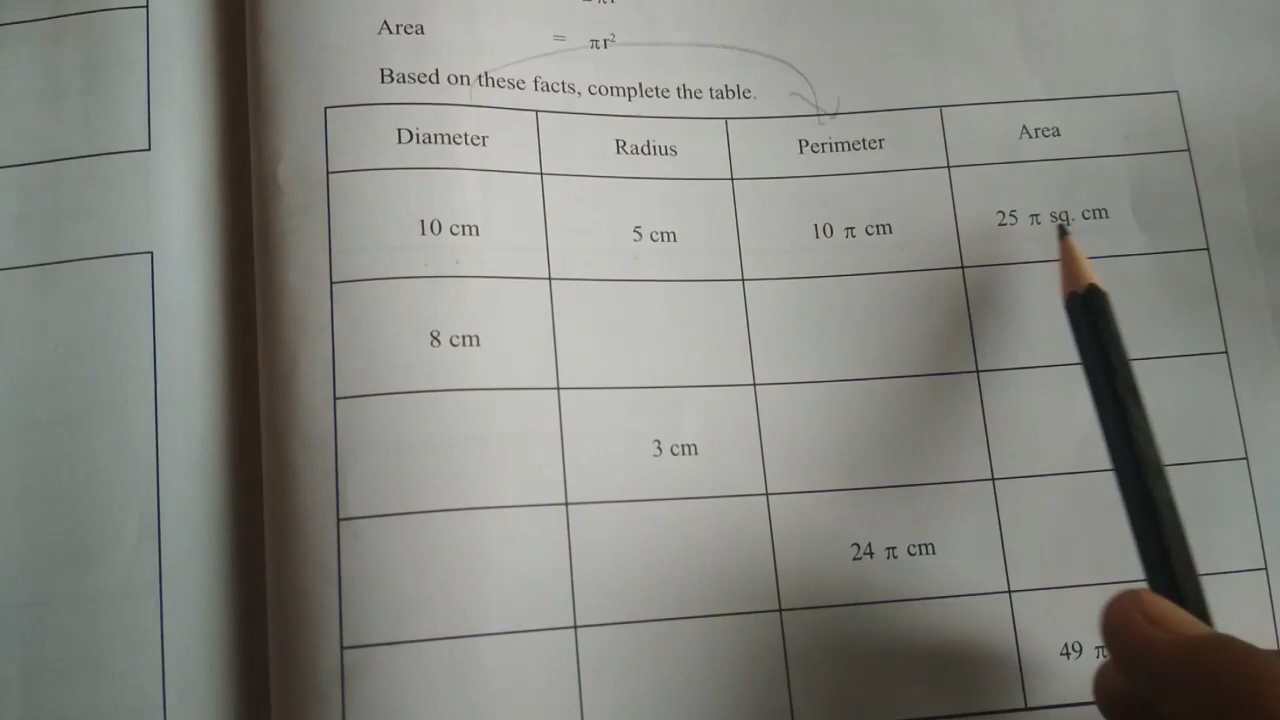 Area = πr²
Based on these facts, complete the table.
Diameter Radius Perimeter Area
10 cm 5 cm 10 π cm 25 π sq. cm
8 cm
3 cm
24 π cm
49 π